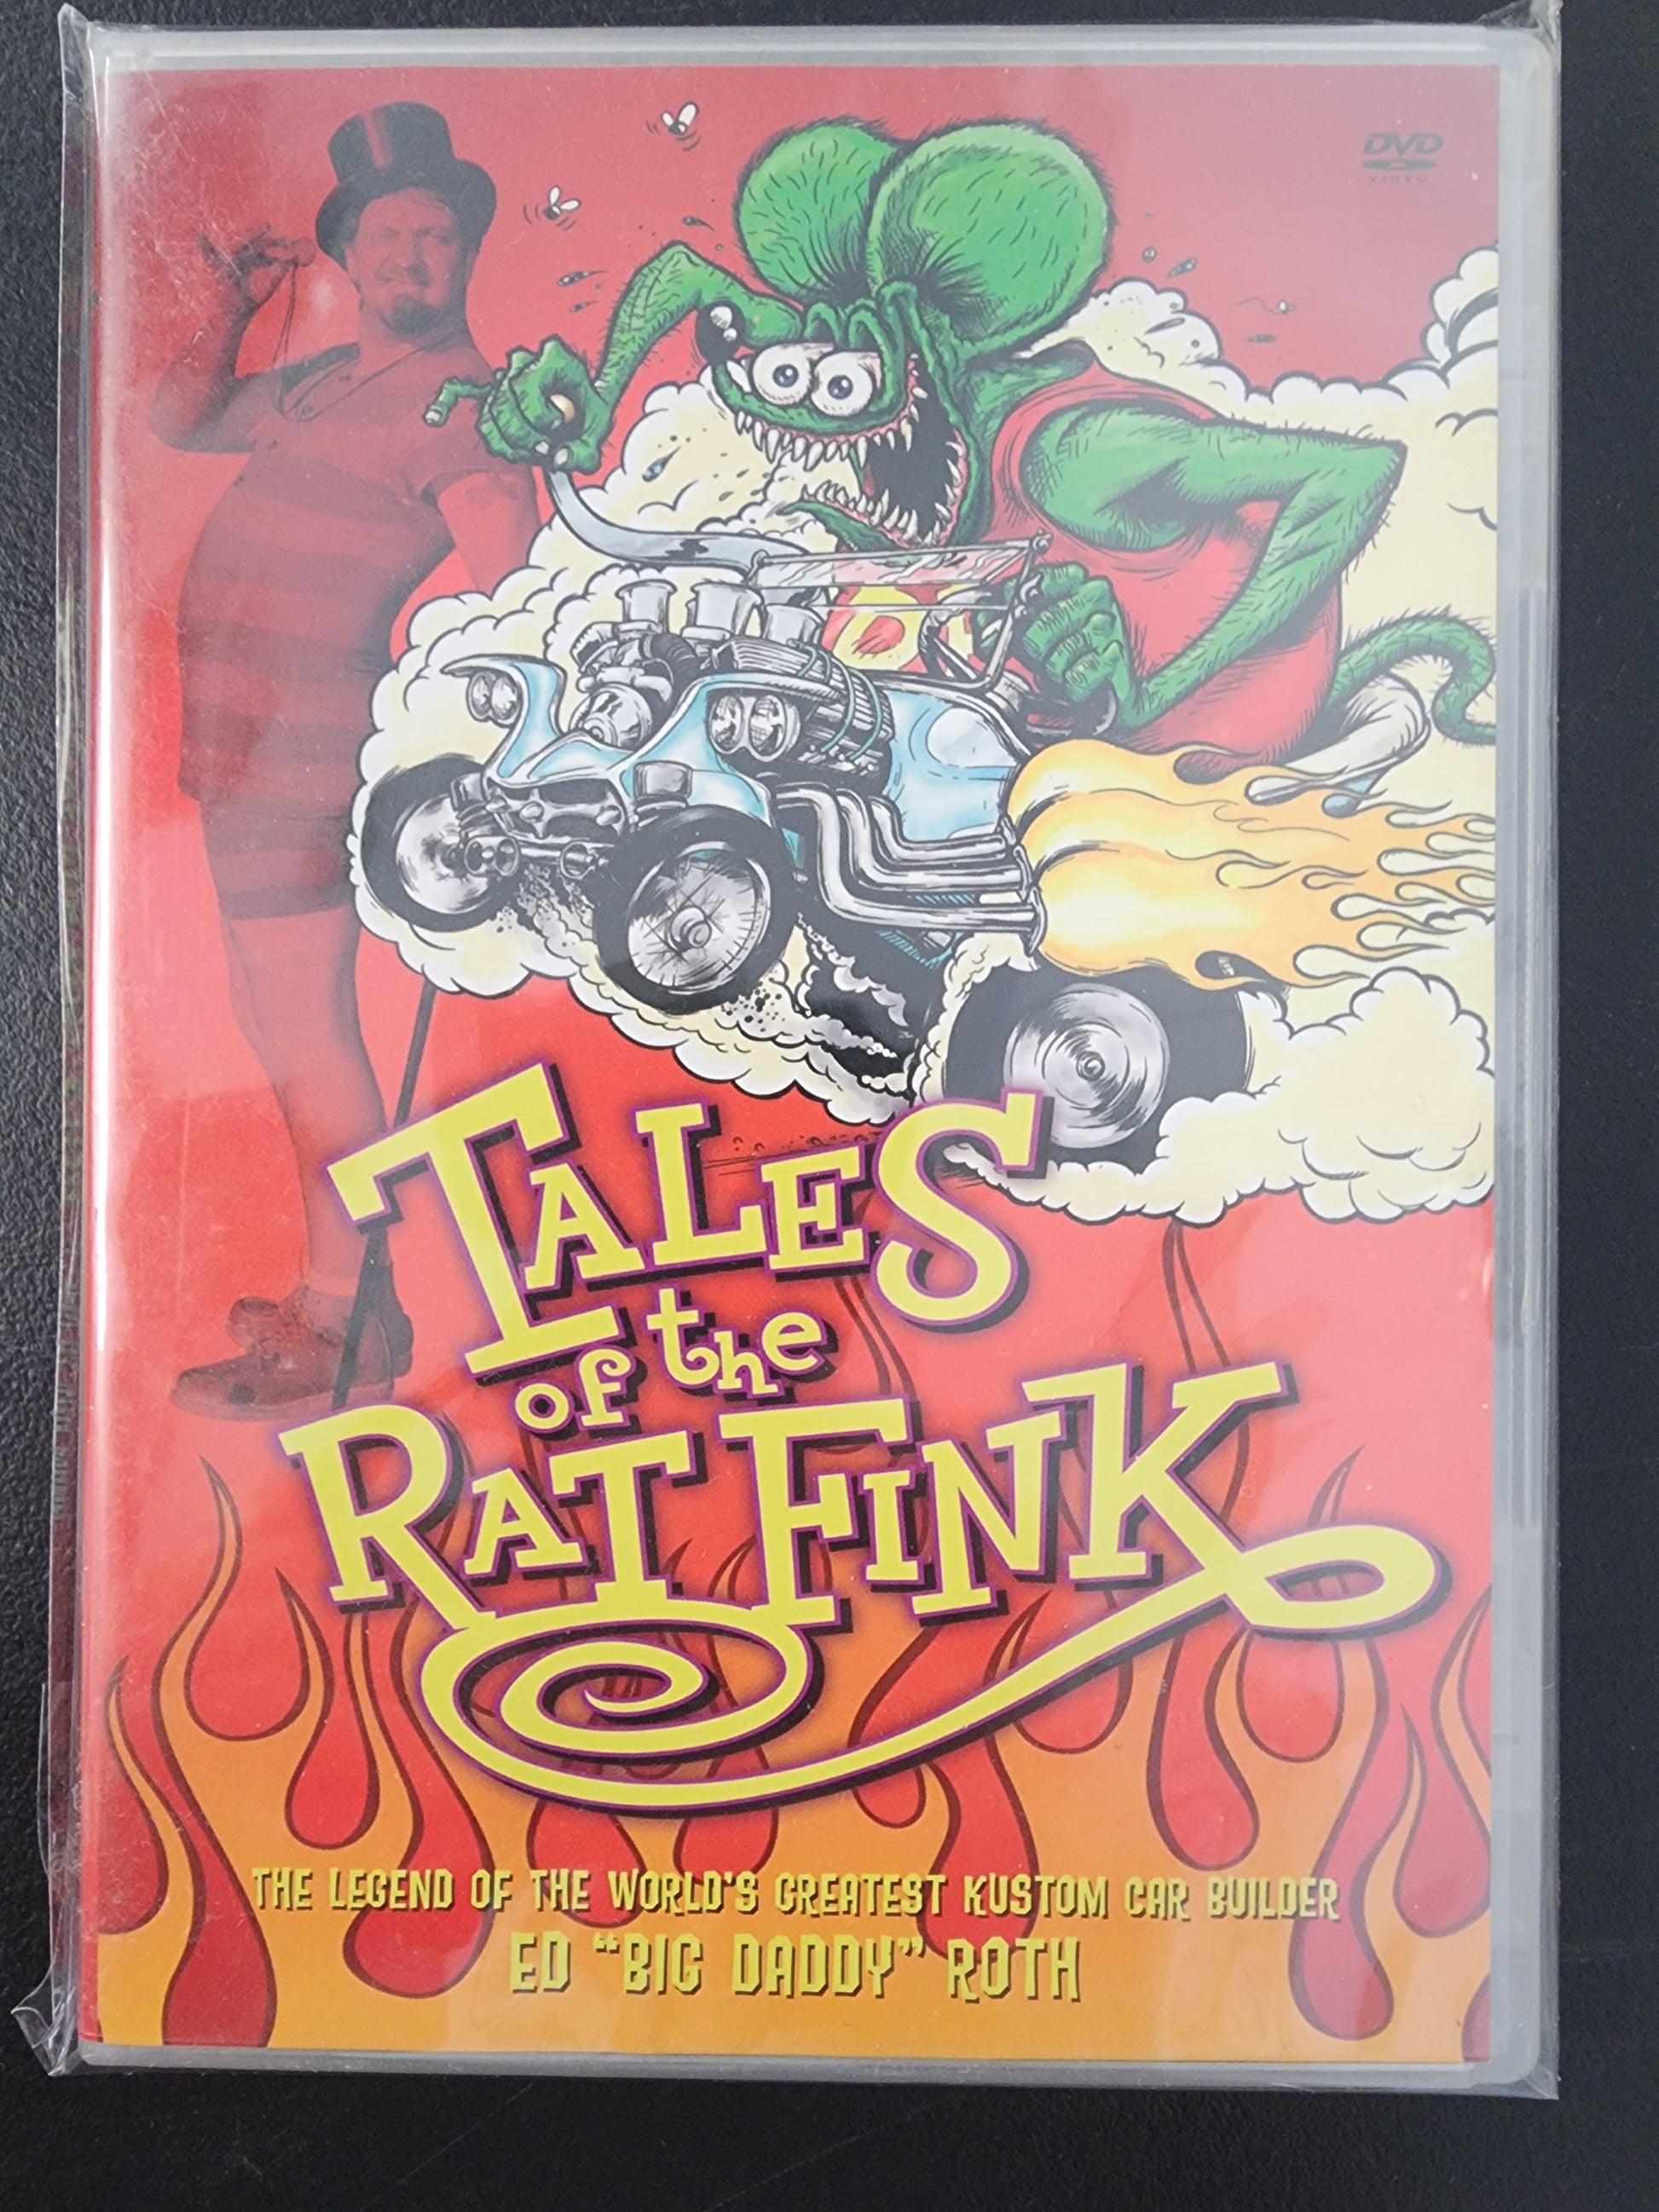 DVD
VIDEO
TALES
of the
RAT FINK
THE LEGEND OF THE WORLD'S GREATEST KUSTOM CAR BUILDER
ED “BIG DADDY” ROTH